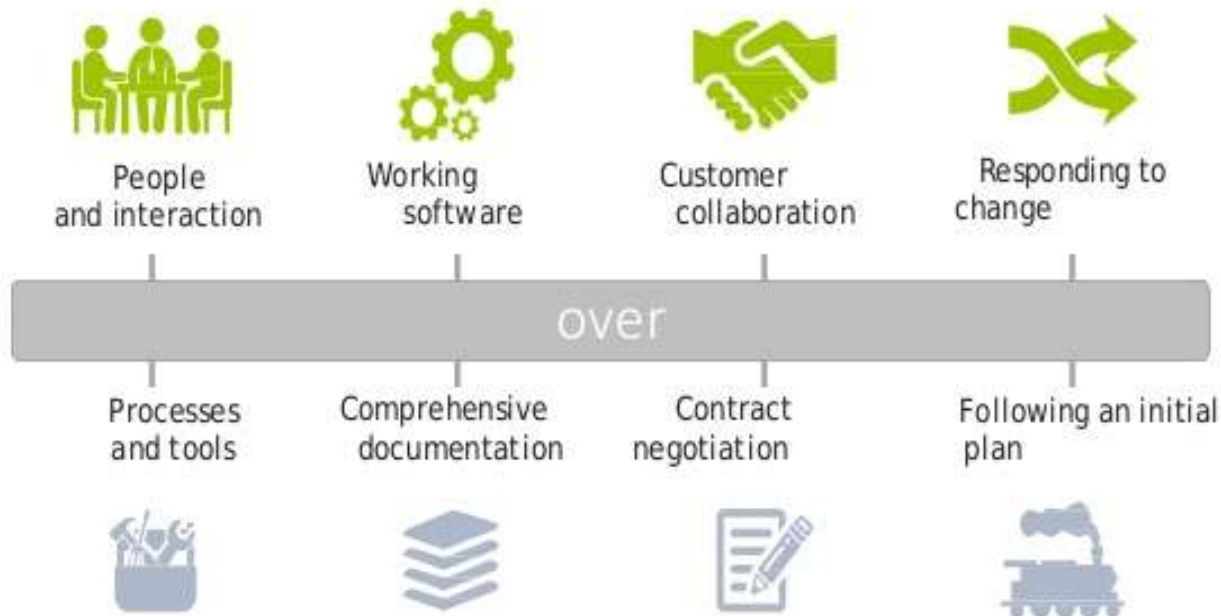 People
and interaction
Working
software
Customer
collaboration
Responding to
change
over
Processes
and tools
Comprehensive
documentation
Contract
negotiation
Following an initial
plan